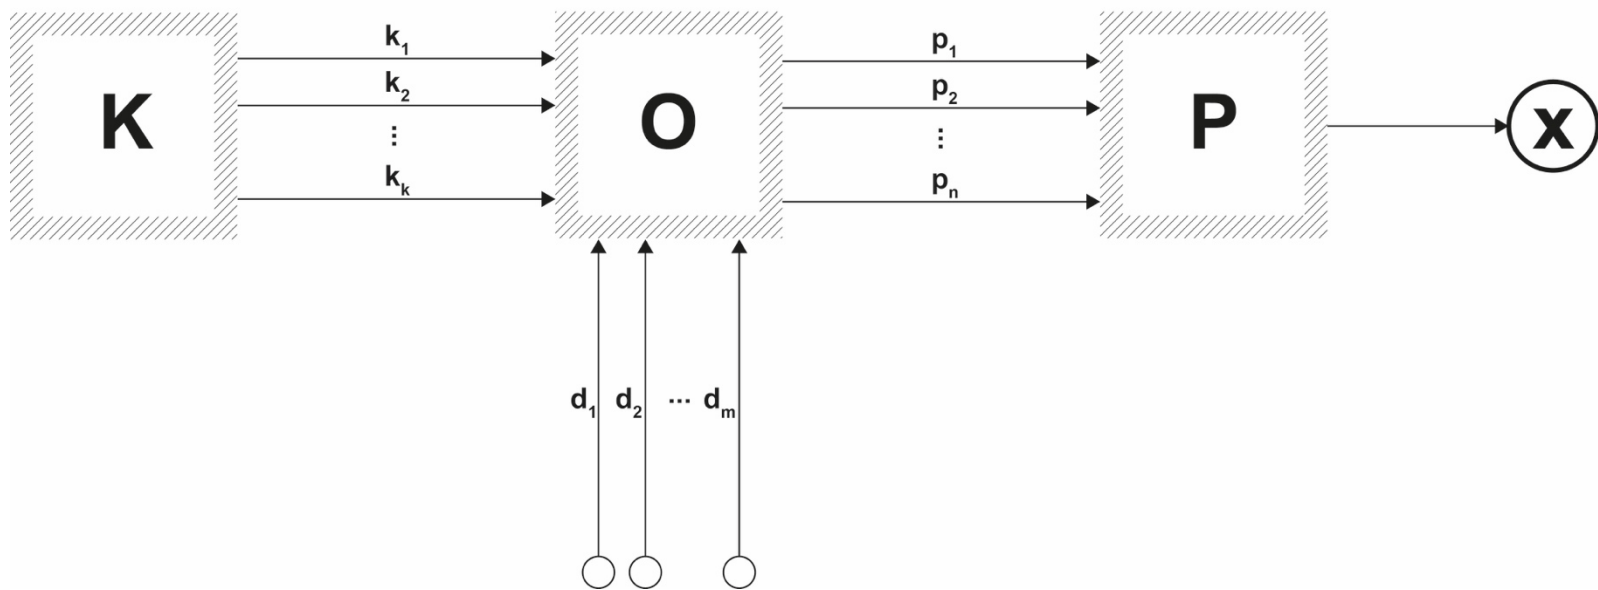 K
k₁
k₂
⋮
kₖ
O
p₁
p₂
⋮
pₙ
P
x
d₁ d₂ ... dₘ